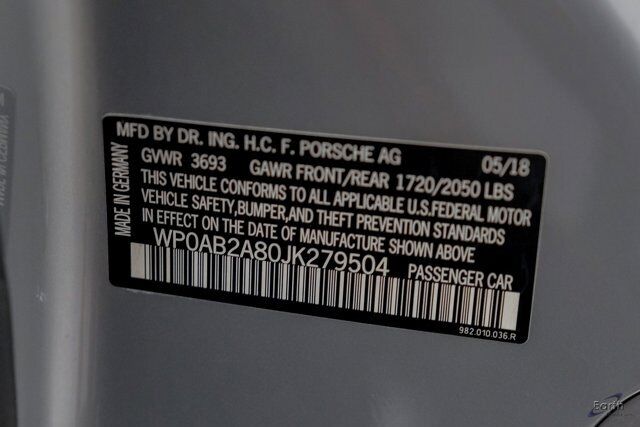 MFD BY DR. ING. H.C. F. PORSCHE AG 05/18
GVWR 3693 GAWR FRONT/REAR 1720/2050 LBS
THIS VEHICLE CONFORMS TO ALL APPLICABLE U.S.FEDERAL MOTOR
VEHICLE SAFETY,BUMPER,AND THEFT PREVENTION STANDARDS
IN EFFECT ON THE DATE OF MANUFACTURE SHOWN ABOVE
WP0AB2A80JK279504 PASSENGER CAR
MADE IN GERMANY
982.010.036.R
Earth